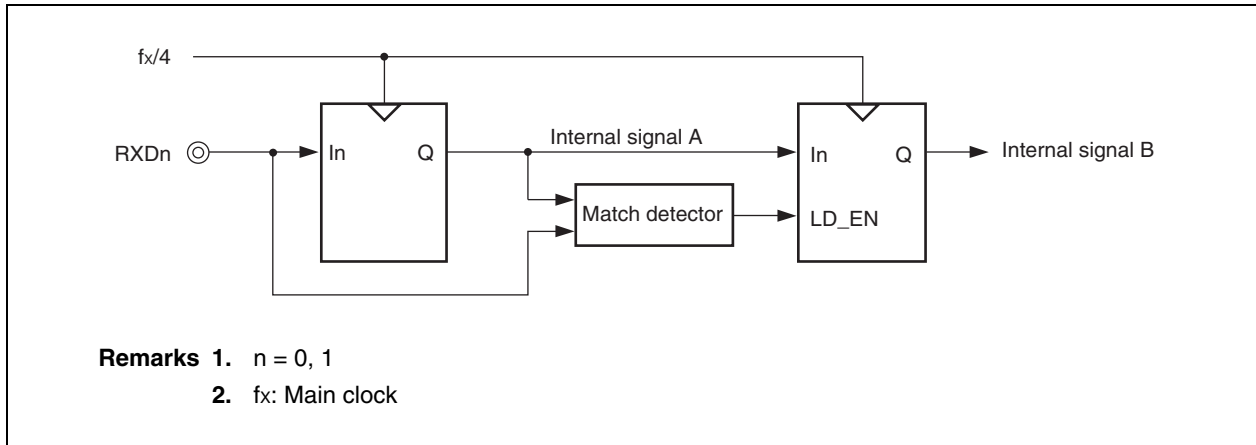 fx/4
RXDn
In
Q
Internal signal A
In
Q
Internal signal B
Match detector
LD_EN
Remarks 1. n = 0, 1
2. fx: Main clock